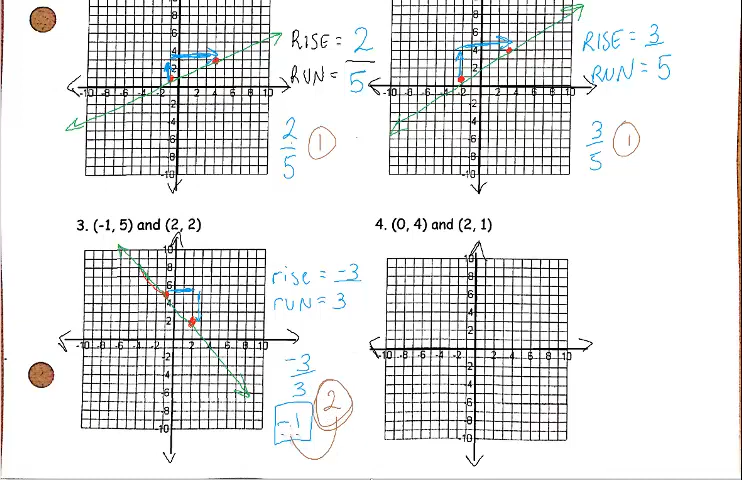 RISE = 2
RUN = 5
2
5
1
RISE = 3
RUN = 5
3
5
1
3. (-1, 5) and (2, 2)
rise = -3
run = 3
-3
3
-1
2
4. (0, 4) and (2, 1)